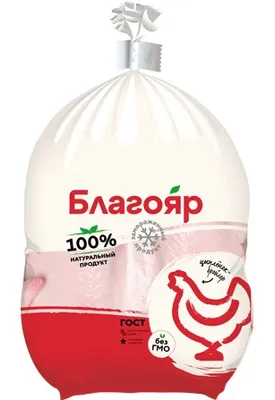 Благояр
замороженный продукт
100%
НАТУРАЛЬНЫЙ
ПРОДУКТ
цыплёнок-
бройлер
ГОСТ
без
ГМО